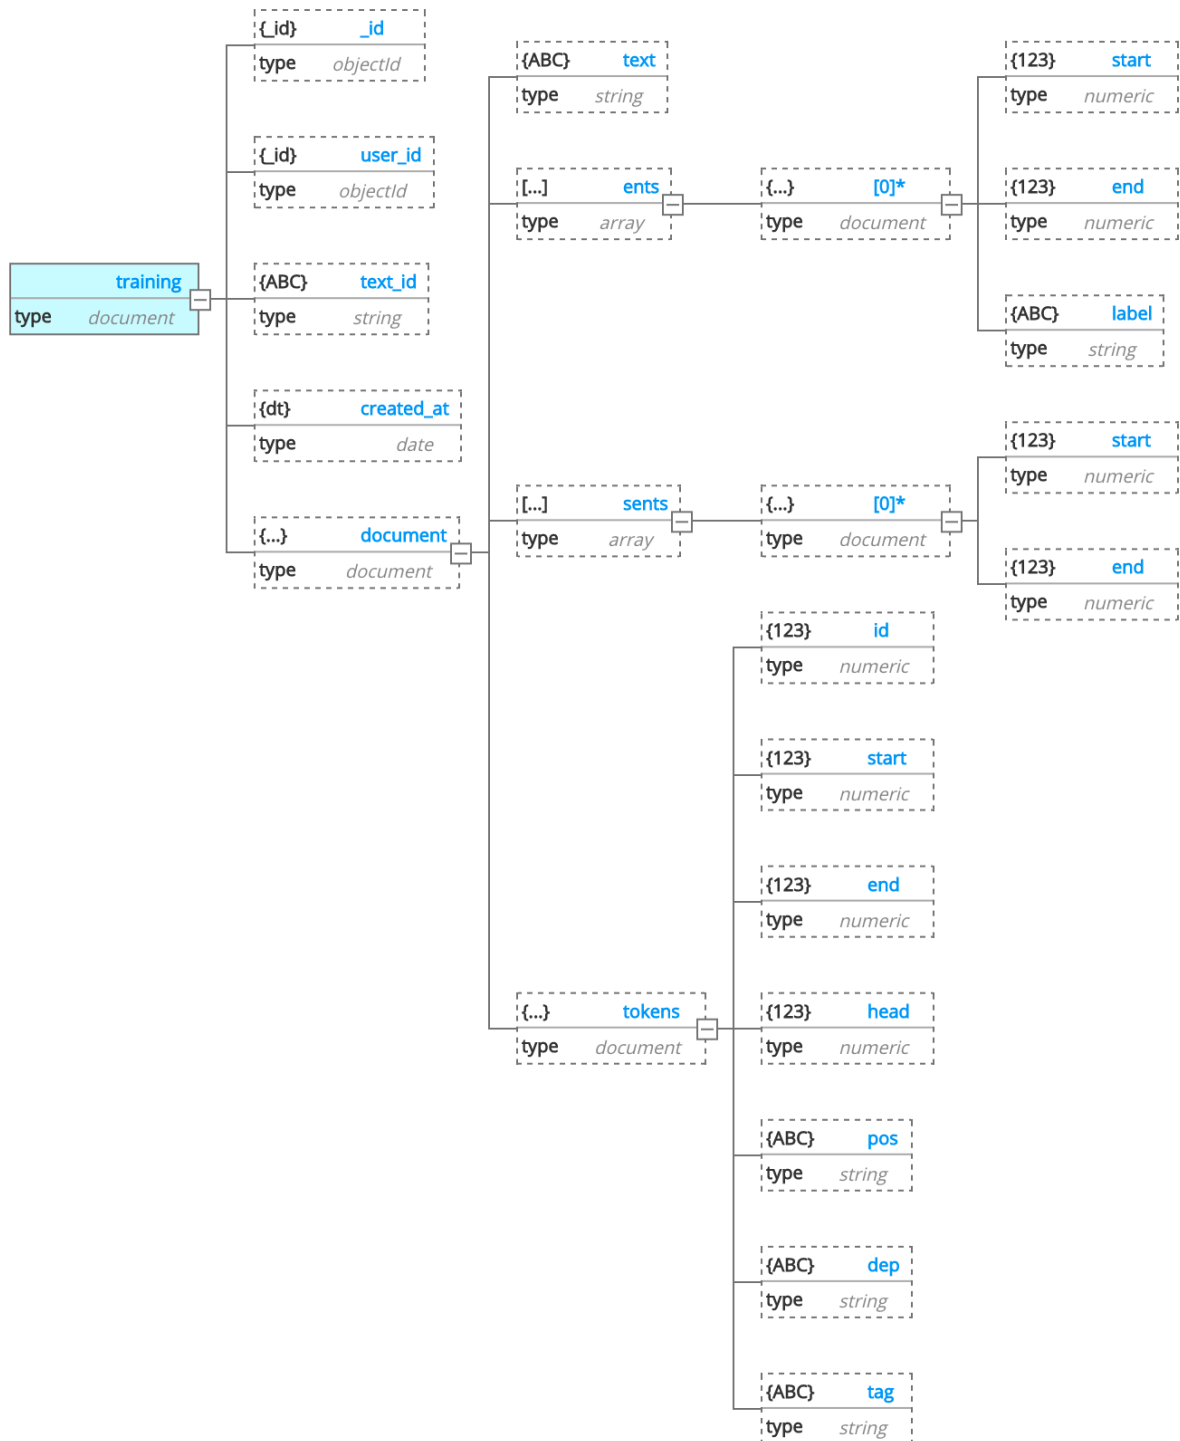 training
type document
{_id} _id
type objectId
{_id} user_id
type objectId
{ABC} text_id
type string
{dt} created_at
type date
{...} document
type document
{ABC} text
type string
[...] ents
type array
{...} [0]*
type document
{123} start
type numeric
{123} end
type numeric
{ABC} label
type string
[...] sents
type array
{...} [0]*
type document
{123} start
type numeric
{123} end
type numeric
{...} tokens
type document
{123} id
type numeric
{123} start
type numeric
{123} end
type numeric
{123} head
type numeric
{ABC} pos
type string
{ABC} dep
type string
{ABC} tag
type string